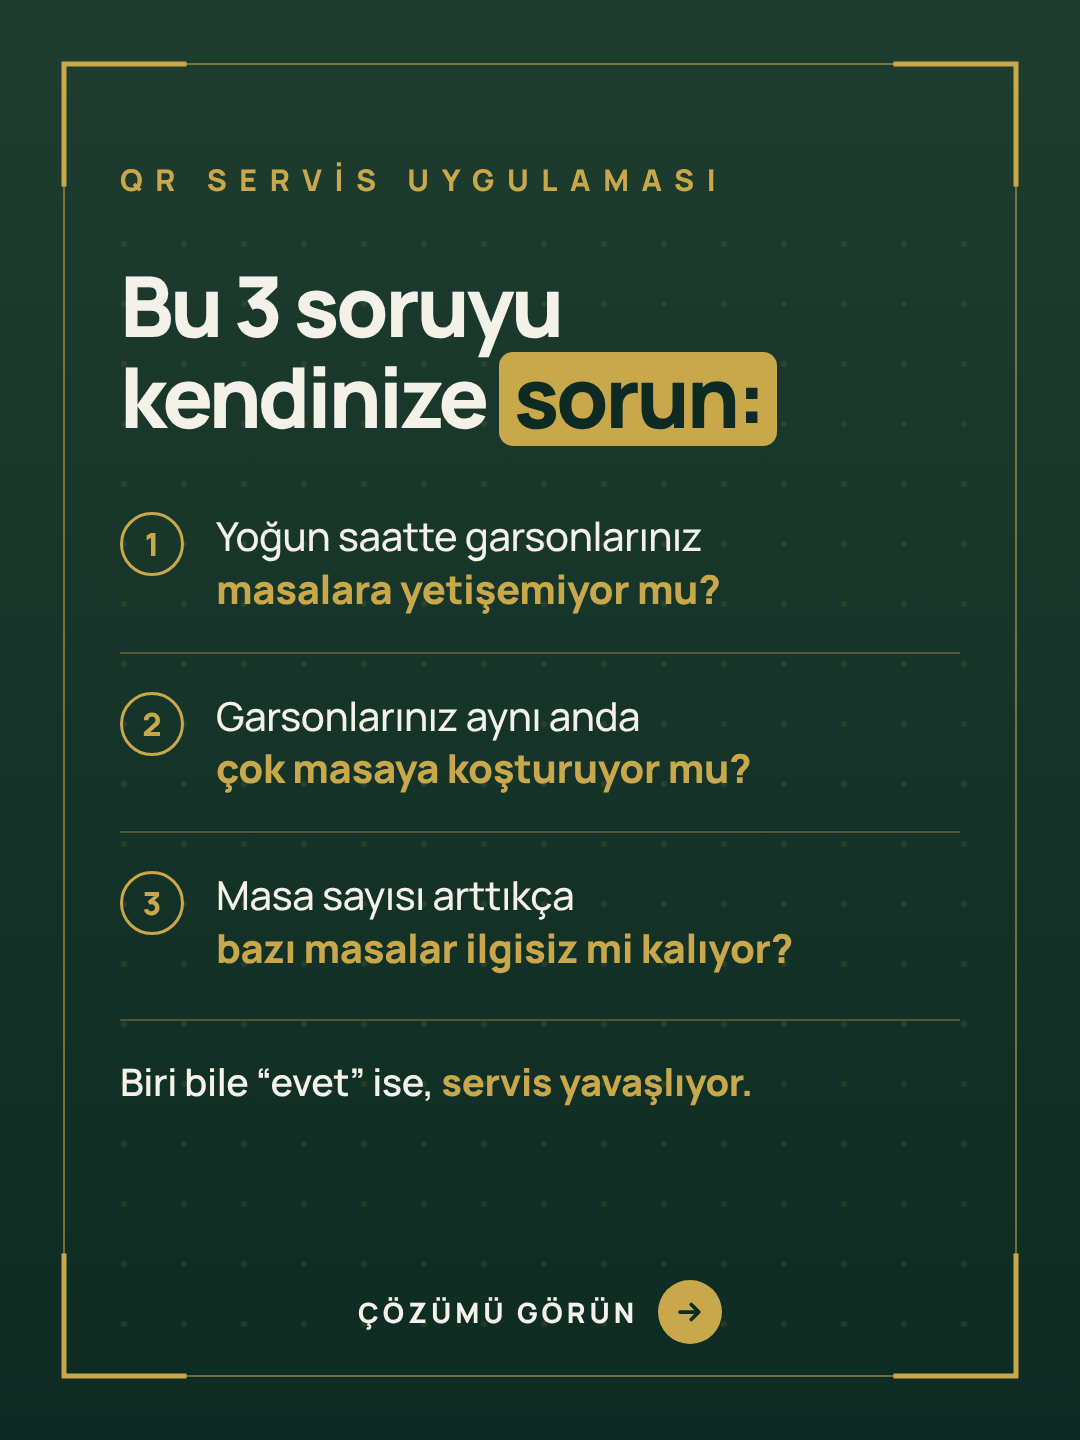 QR SERVİS UYGULAMASI
Bu 3 soruyu
kendinize sorun:
1 Yoğun saatte garsonlarınız
masalara yetişemiyor mu?
2 Garsonlarınız aynı anda
çok masaya koşturuyor mu?
3 Masa sayısı arttıkça
bazı masalar ilgisiz mi kalıyor?
Biri bile “evet” ise, servis yavaşlıyor.
ÇÖZÜMÜ GÖRÜN →